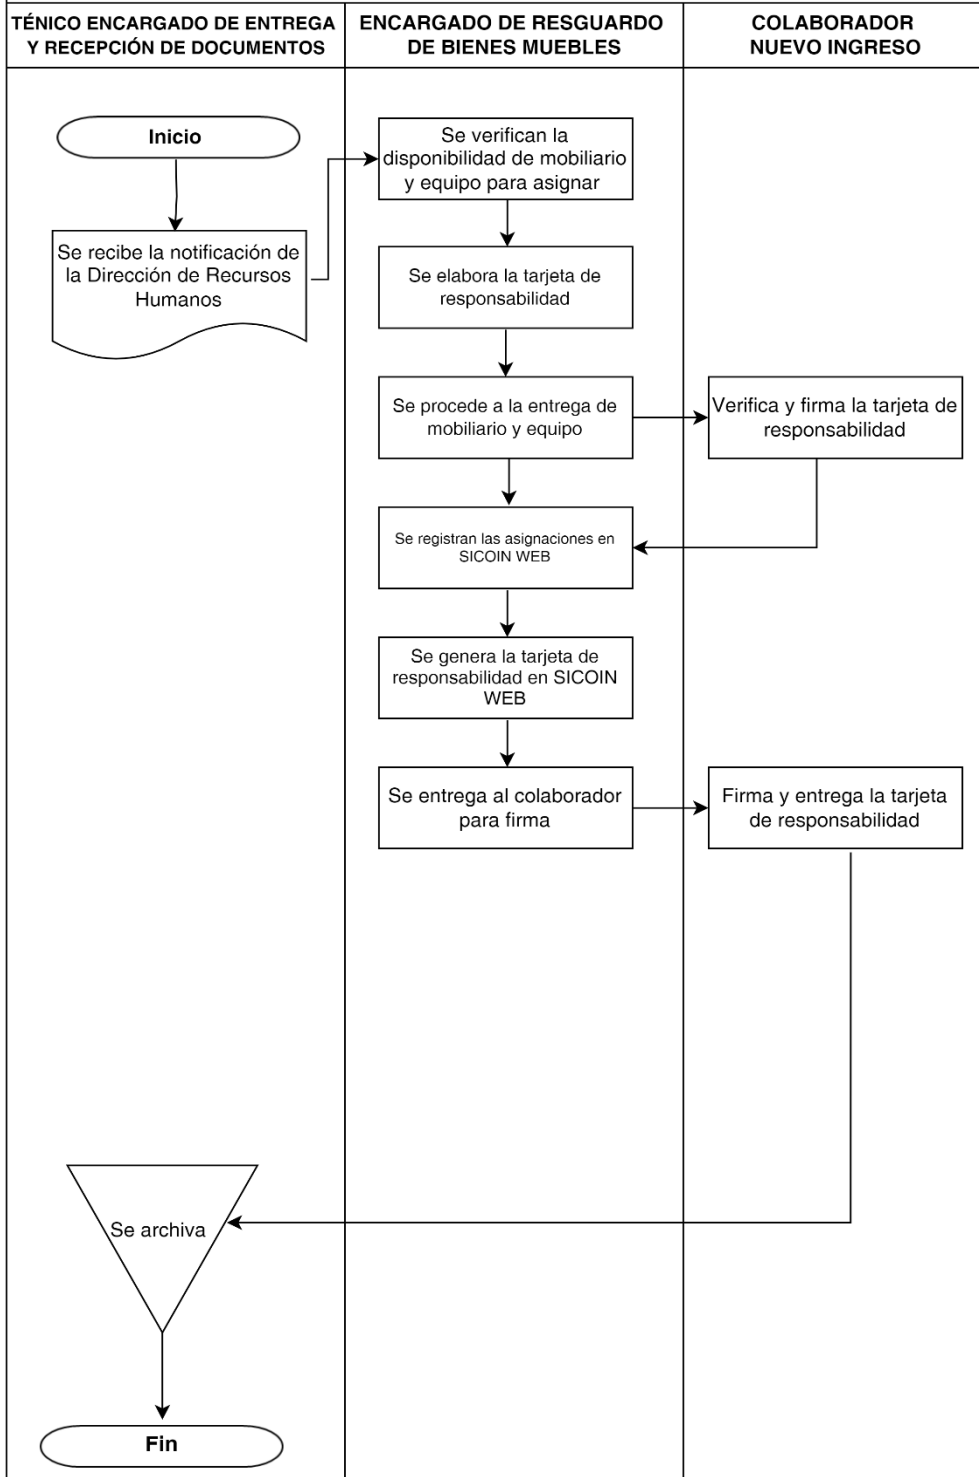 TÉNICO ENCARGADO DE ENTREGA
Y RECEPCIÓN DE DOCUMENTOS
ENCARGADO DE RESGUARDO
DE BIENES MUEBLES
COLABORADOR
NUEVO INGRESO
Inicio
Se recibe la notificación de
la Dirección de Recursos
Humanos
Se verifican la
disponibilidad de mobiliario
y equipo para asignar
Se elabora la tarjeta de
responsabilidad
Se procede a la entrega de
mobiliario y equipo
Verifica y firma la tarjeta de
responsabilidad
Se registran las asignaciones en
SICOIN WEB
Se genera la tarjeta de
responsabilidad en SICOIN
WEB
Se entrega al colaborador
para firma
Firma y entrega la tarjeta
de responsabilidad
Se archiva
Fin